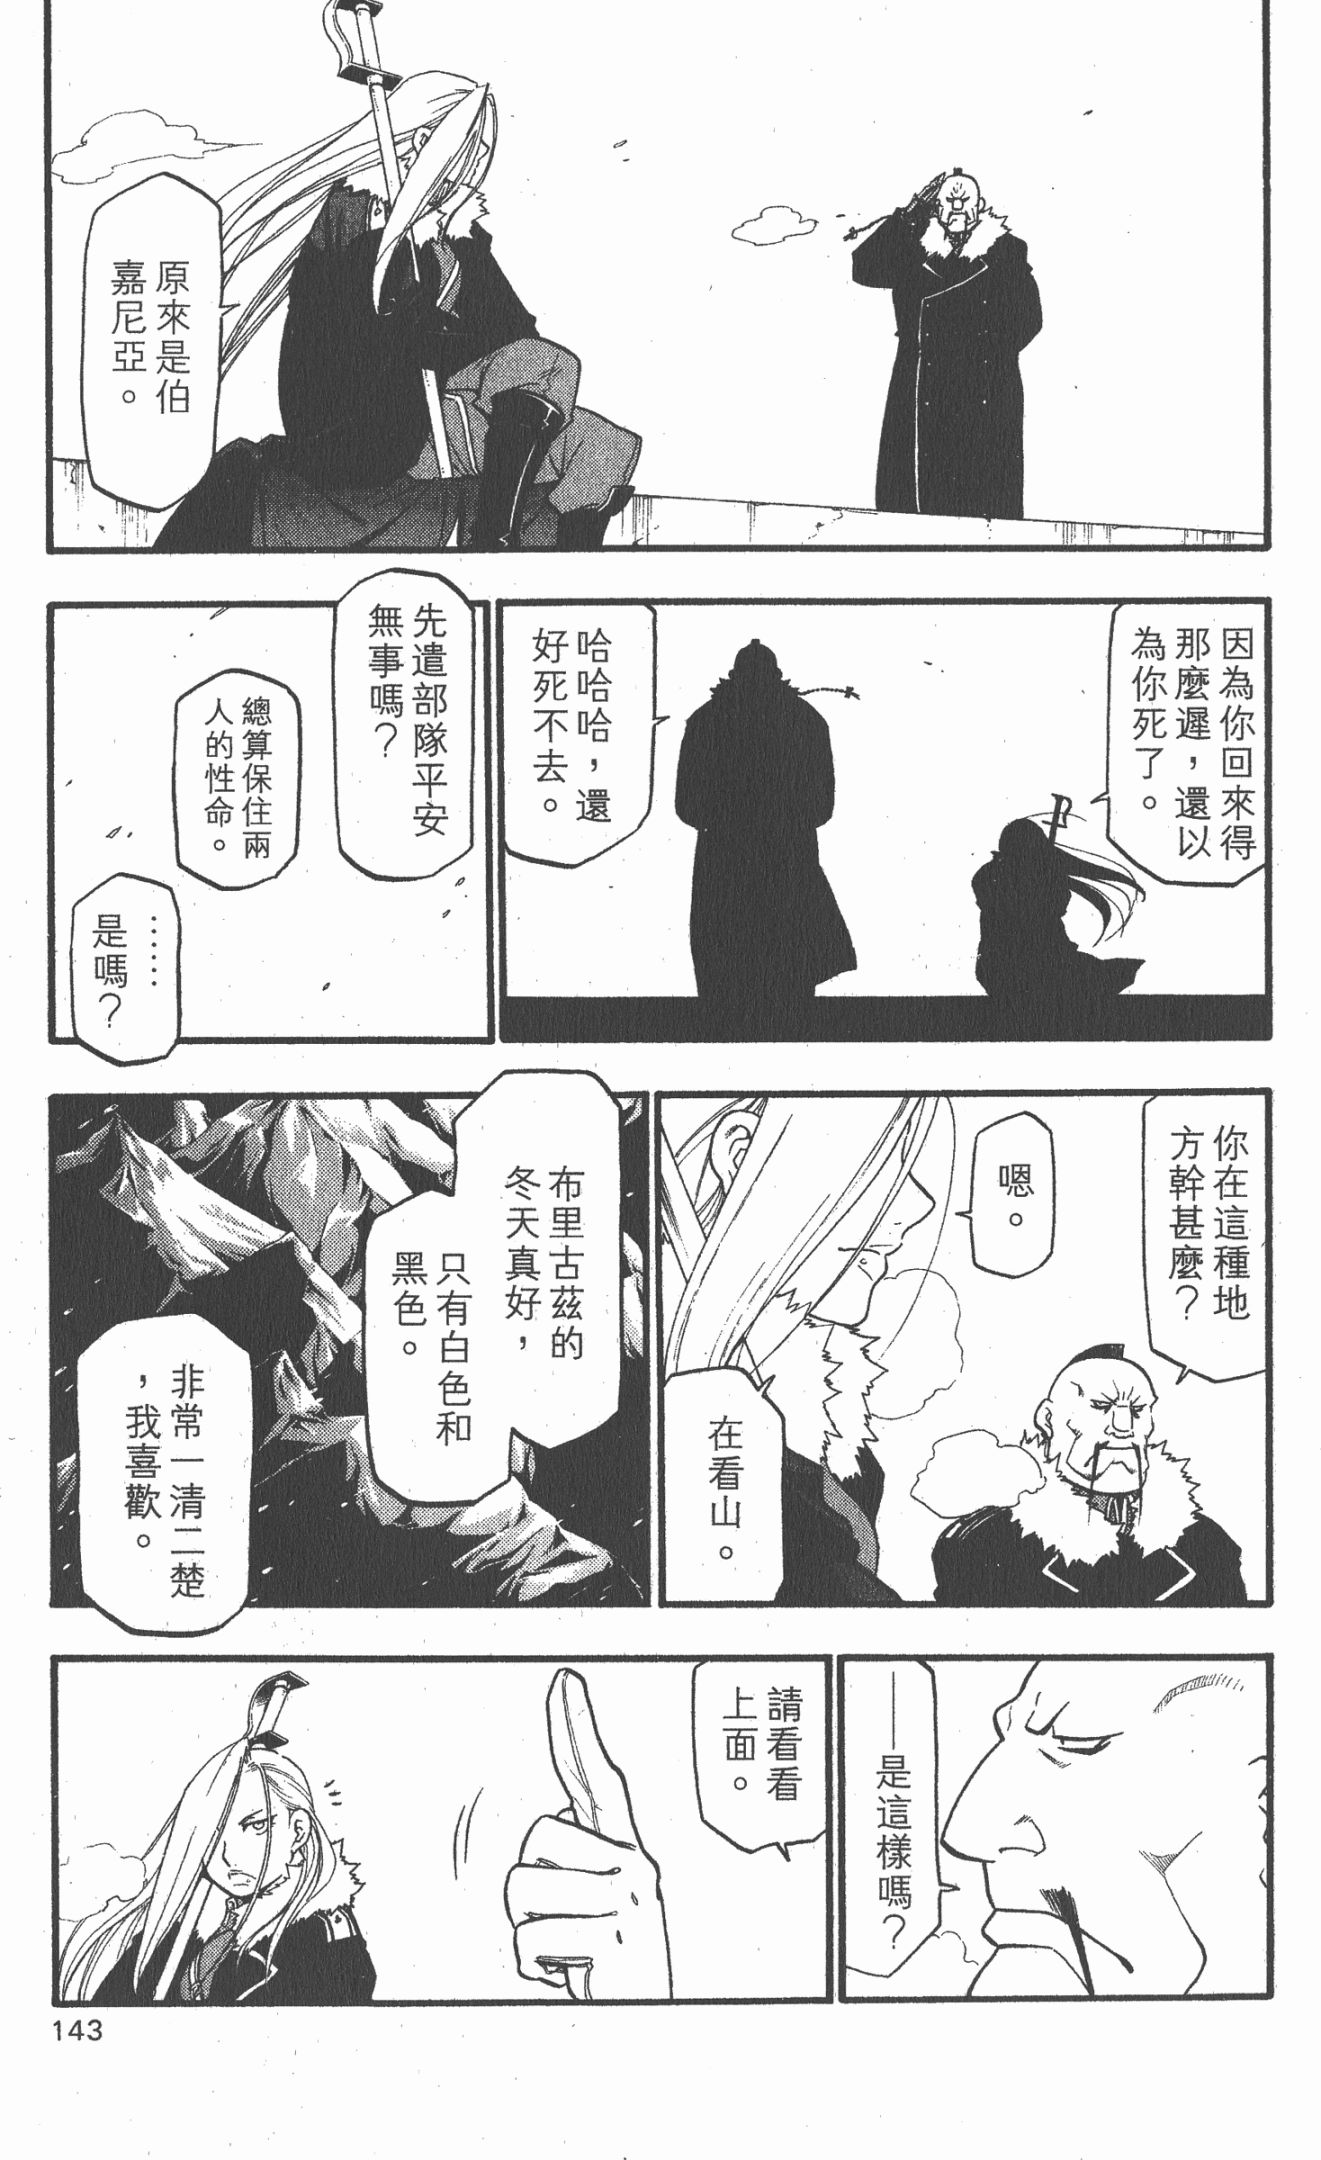 原來是伯
嘉尼亞。
因為你回來得
那麼遲，還以
為你死了。
哈哈哈，還
好死不去。
先遣部隊平安
無事嗎？
總算保住兩
人的性命。
……
是嗎？
你在這種地
方幹甚麼？
嗯。
在看山。
布里古茲的
冬天真好，
只有白色和
黑色。
非常一清二楚
，我喜歡。
——是這樣嗎？
請看看
上面。
143